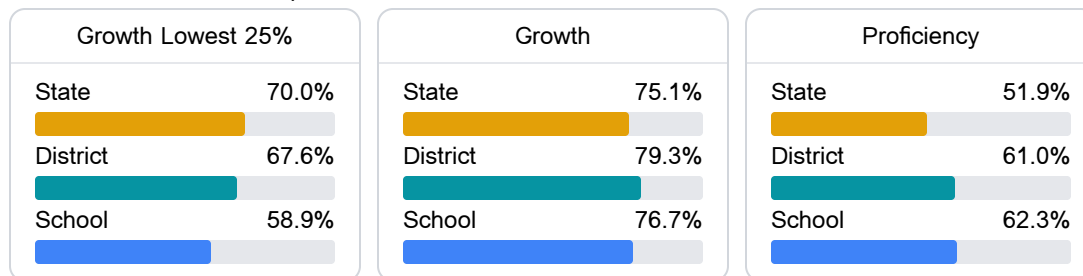 Growth Lowest 25%
State 70.0%
District 67.6%
School 58.9%
Growth
State 75.1%
District 79.3%
School 76.7%
Proficiency
State 51.9%
District 61.0%
School 62.3%